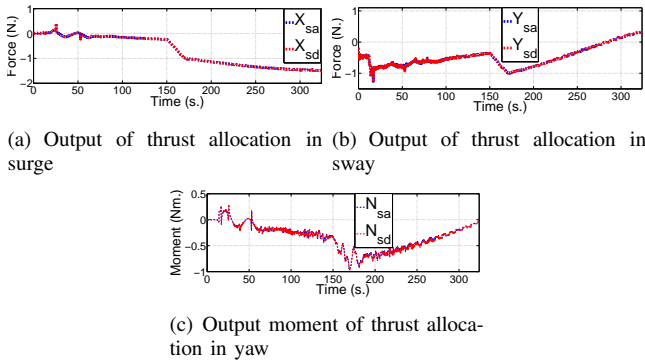 Force (N.)
1
0
−1
−2
0 50 100 150 200 250 300
Time (s.)
X_sa
X_sd
(a) Output of thrust allocation in
surge
Force (N.)
0
−1
0 50 100 150 200 250 300
Time (s.)
Y_sa
Y_sd
(b) Output of thrust allocation in
sway
Moment (Nm.)
0.5
0
−0.5
−1
0 50 100 150 200 250 300
Time (s.)
N_sa
N_sd
(c) Output moment of thrust alloca-
tion in yaw